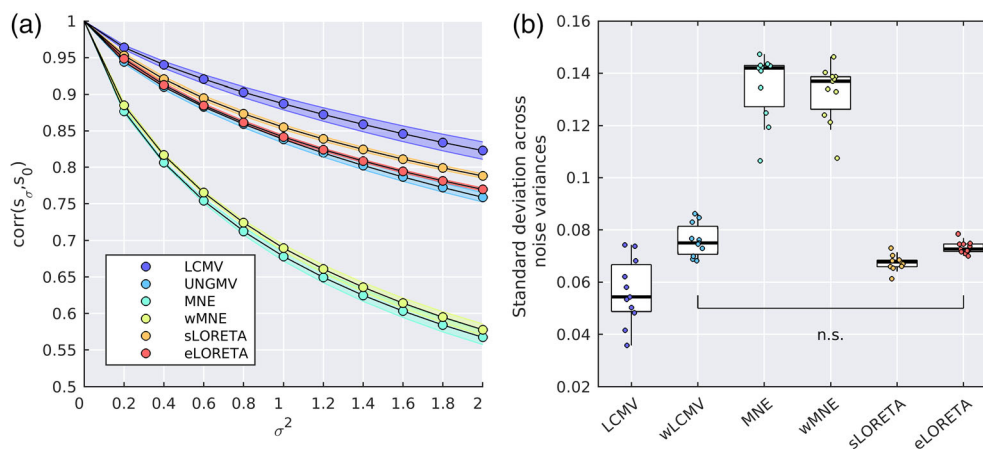 (a)
1
0.95
0.9
0.85
0.8
0.75
0.7
0.65
0.6
0.55
0.5
corr(sσ,s0)
LCMV
UNGMV
MNE
wMNE
sLORETA
eLORETA
0 0.2 0.4 0.6 0.8 1 1.2 1.4 1.6 1.8 2
σ²
(b)
0.16
0.14
0.12
0.1
0.08
0.06
0.04
0.02
Standard deviation across
noise variances
n.s.
LCMV wLCMV MNE wMNE sLORETA eLORETA